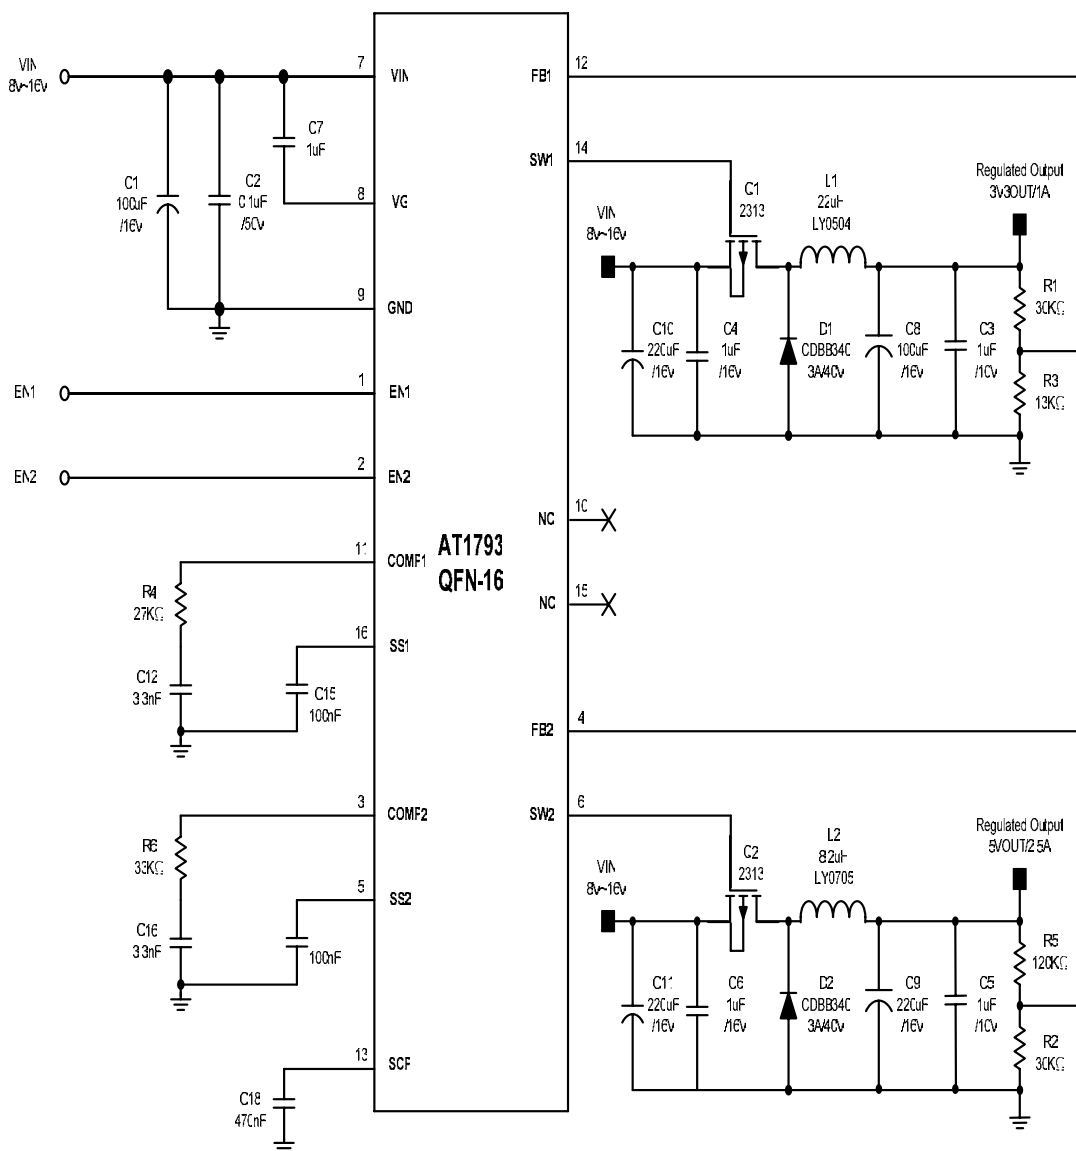 VIN
8v~16v
7
VIN
C7
1uF
C1
100uF
/16V
C2
0.1uF
/50v
8
VG
9
GND
EN1
1
EN1
EN2
2
EN2
11
COMP1
R4
27KΩ
16
SS1
C12
3.3nF
C15
100nF
3
COMP2
R6
33KΩ
5
SS2
C16
3.3nF
100nF
13
SCP
C18
470nF
AT1793
QFN-16
12
FB1
14
SW1
Q1
2313
L1
22uH
LY0504
Regulated Output
3V3OUT/1A
VIN
8v~16v
C10
220uF
/16v
C4
1uF
/16v
D1
CDBB340
3A/40v
C8
100uF
/16v
C3
1uF
/10v
R1
30KΩ
R3
13KΩ
10
NC
15
NC
4
FB2
6
SW2
Q2
2313
L2
8.2uH
LY0705
Regulated Output
5VOUT/2.5A
VIN
8v~16v
C11
220uF
/16v
C6
1uF
/16v
D2
CDBB340
3A/40v
C9
220uF
/16v
C5
1uF
/10v
R5
120KΩ
R2
30KΩ